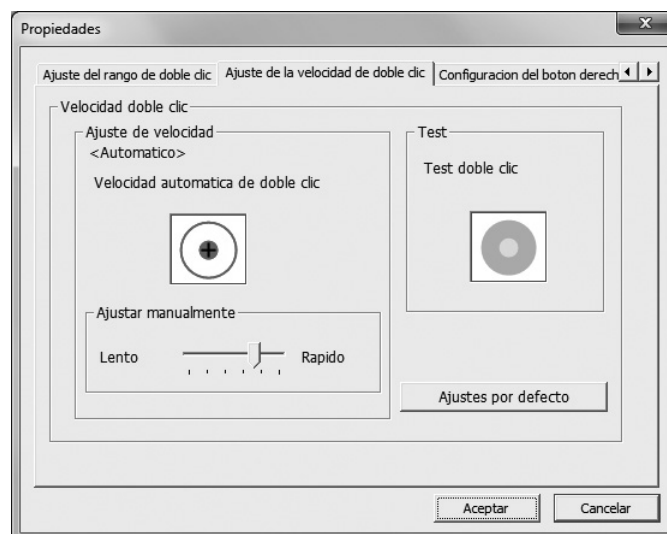 Propiedades
Ajuste del rango de doble clic
Ajuste de la velocidad de doble clic
Configuracion del boton derech
Velocidad doble clic
Ajuste de velocidad
<Automatico>
Velocidad automatica de doble clic
Ajustar manualmente
Lento
Rapido
Test
Test doble clic
Ajustes por defecto
Aceptar
Cancelar